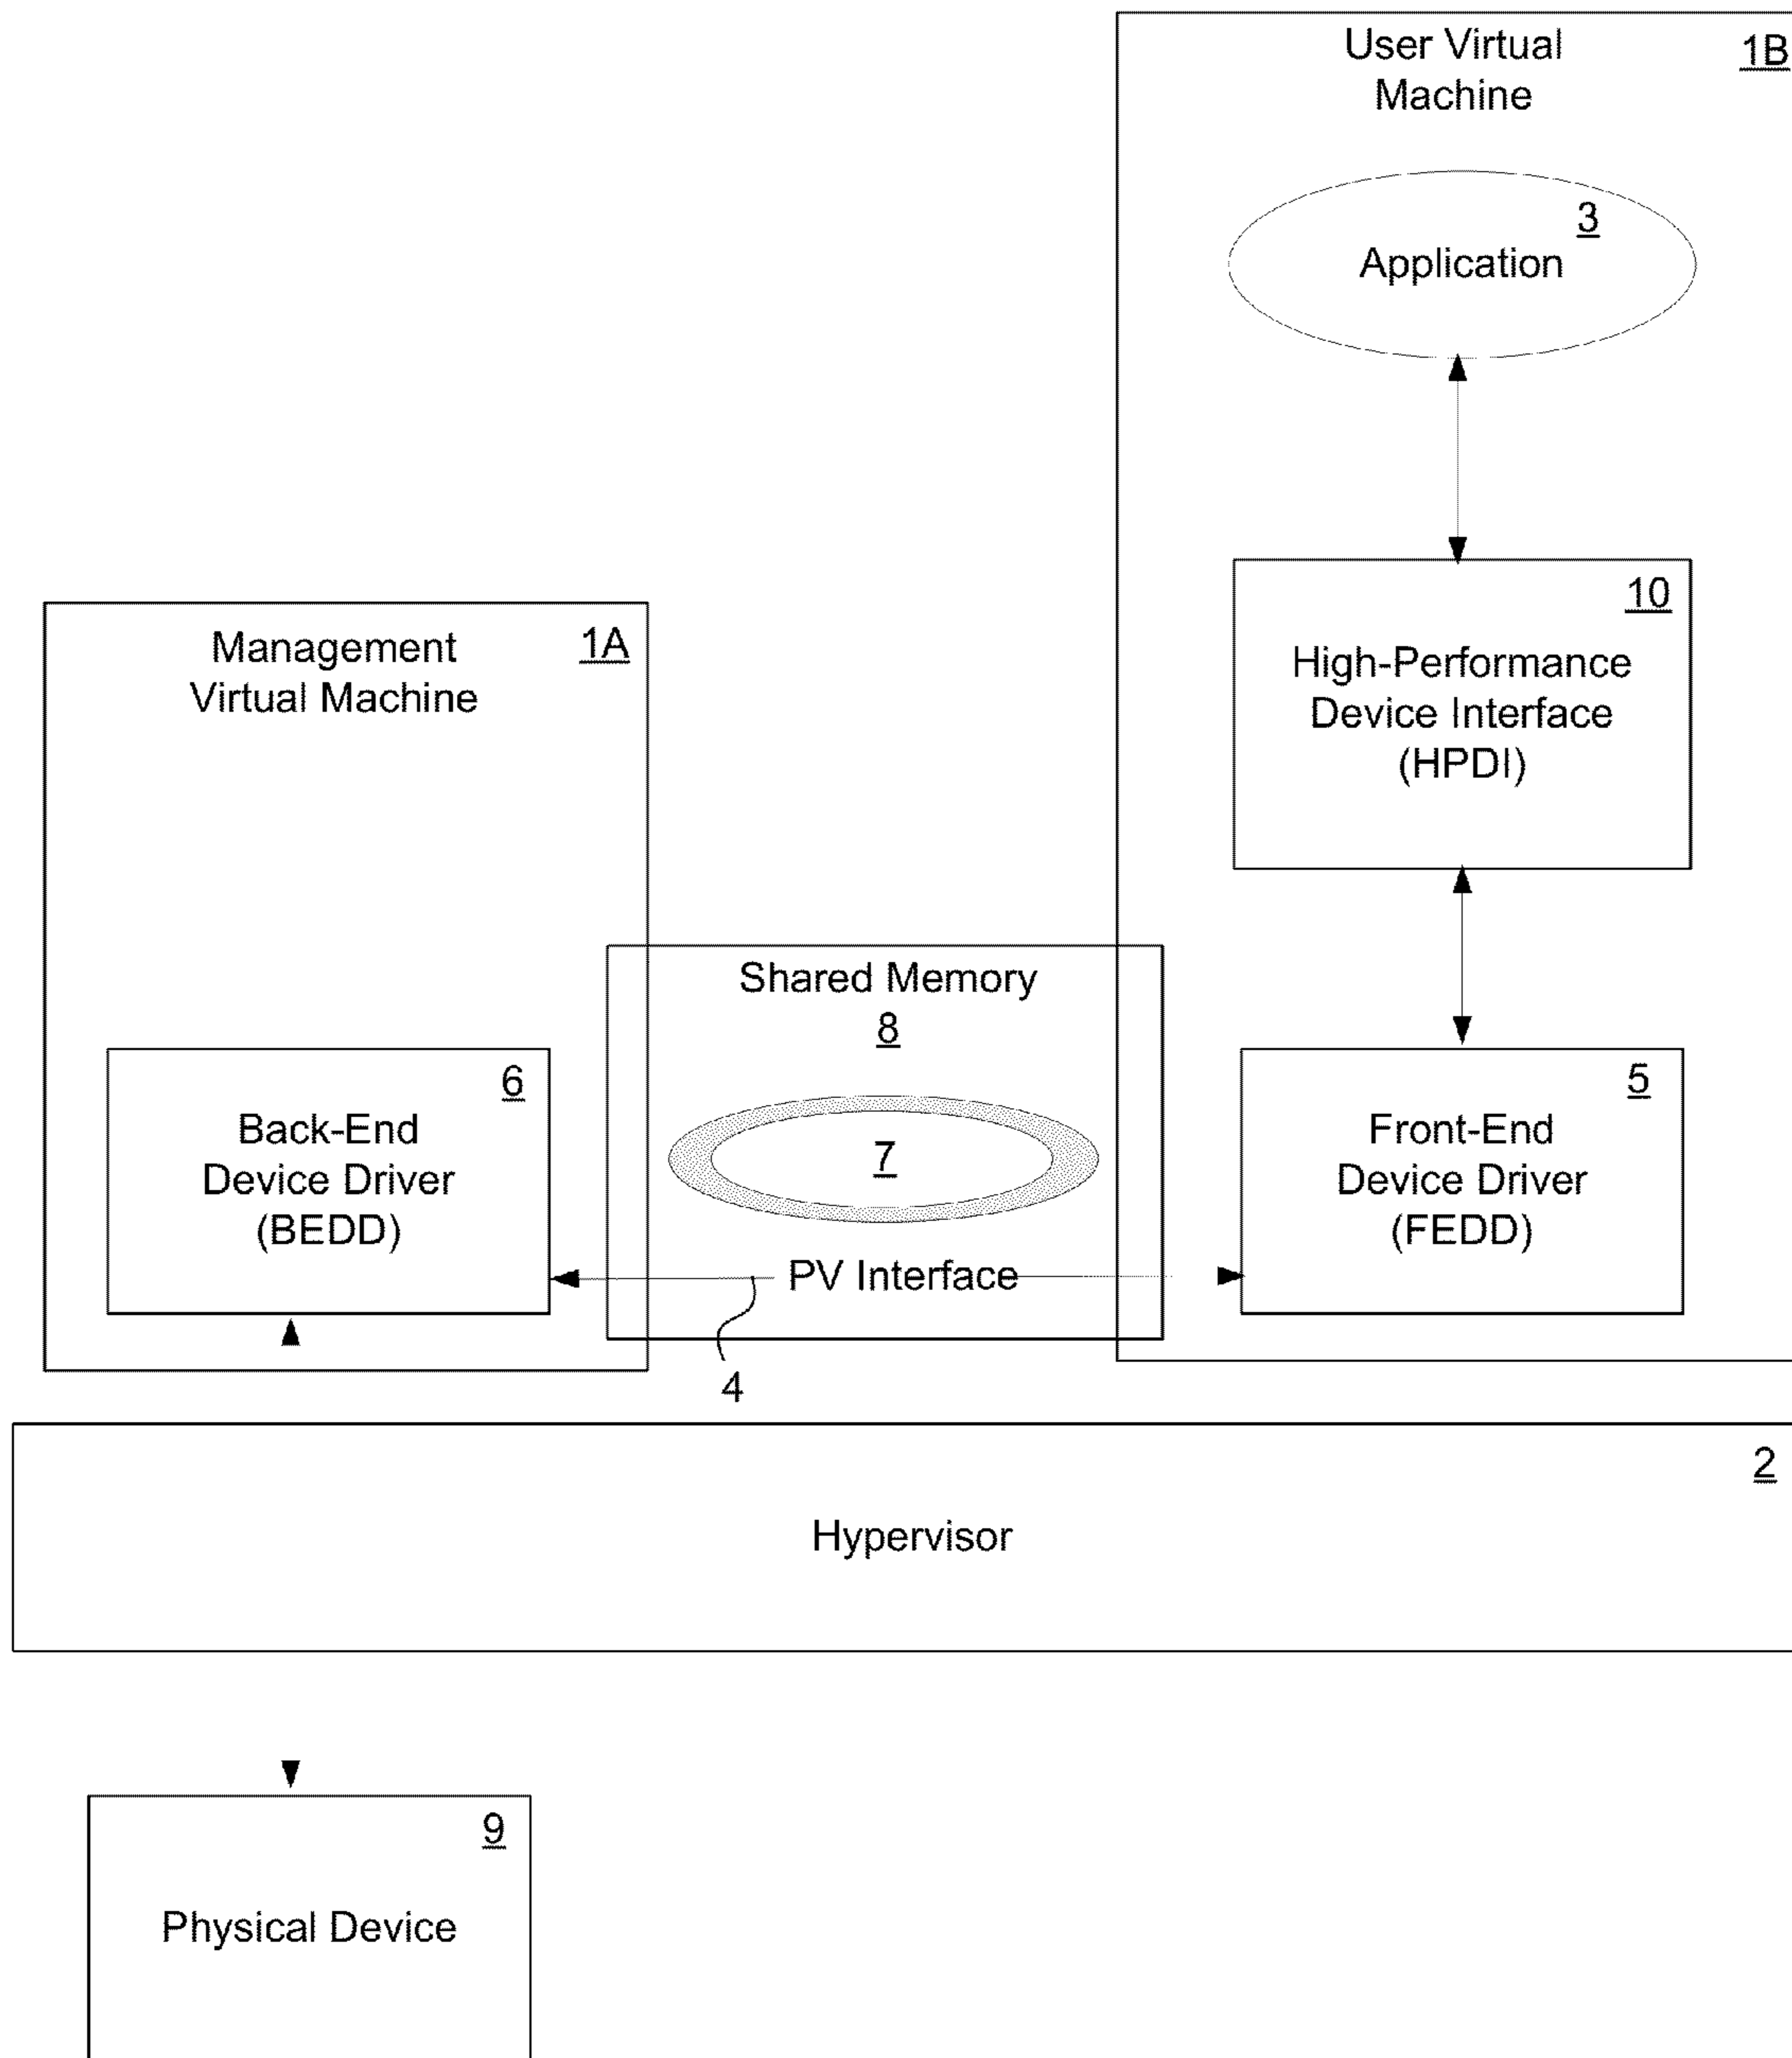 User Virtual
Machine
1B
3
Application
10
High-Performance
Device Interface
(HPDI)
Management
Virtual Machine
1A
Shared Memory
8
6
Back-End
Device Driver
(BEDD)
7
5
Front-End
Device Driver
(FEDD)
PV Interface
4
2
Hypervisor
9
Physical Device